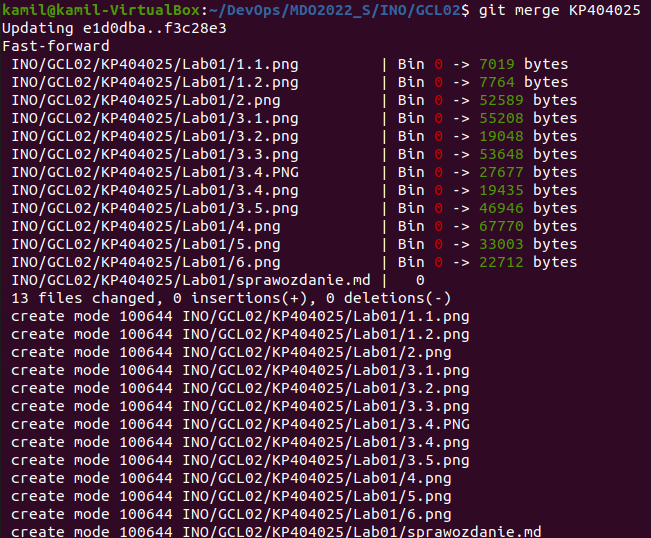 kamil@kamil-VirtualBox:~/DevOps/MDO2022_S/INO/GCL02$ git merge KP404025
Updating e1d0dba..f3c28e3
Fast-forward
 INO/GCL02/KP404025/Lab01/1.1.png         | Bin 0 -> 7019 bytes
 INO/GCL02/KP404025/Lab01/1.2.png         | Bin 0 -> 7764 bytes
 INO/GCL02/KP404025/Lab01/2.png           | Bin 0 -> 52589 bytes
 INO/GCL02/KP404025/Lab01/3.1.png         | Bin 0 -> 55208 bytes
 INO/GCL02/KP404025/Lab01/3.2.png         | Bin 0 -> 19048 bytes
 INO/GCL02/KP404025/Lab01/3.3.png         | Bin 0 -> 53648 bytes
 INO/GCL02/KP404025/Lab01/3.4.PNG         | Bin 0 -> 27677 bytes
 INO/GCL02/KP404025/Lab01/3.4.png         | Bin 0 -> 19435 bytes
 INO/GCL02/KP404025/Lab01/3.5.png         | Bin 0 -> 46946 bytes
 INO/GCL02/KP404025/Lab01/4.png           | Bin 0 -> 67770 bytes
 INO/GCL02/KP404025/Lab01/5.png           | Bin 0 -> 33003 bytes
 INO/GCL02/KP404025/Lab01/6.png           | Bin 0 -> 22712 bytes
 INO/GCL02/KP404025/Lab01/sprawozdanie.md |   0
 13 files changed, 0 insertions(+), 0 deletions(-)
 create mode 100644 INO/GCL02/KP404025/Lab01/1.1.png
 create mode 100644 INO/GCL02/KP404025/Lab01/1.2.png
 create mode 100644 INO/GCL02/KP404025/Lab01/2.png
 create mode 100644 INO/GCL02/KP404025/Lab01/3.1.png
 create mode 100644 INO/GCL02/KP404025/Lab01/3.2.png
 create mode 100644 INO/GCL02/KP404025/Lab01/3.3.png
 create mode 100644 INO/GCL02/KP404025/Lab01/3.4.PNG
 create mode 100644 INO/GCL02/KP404025/Lab01/3.4.png
 create mode 100644 INO/GCL02/KP404025/Lab01/3.5.png
 create mode 100644 INO/GCL02/KP404025/Lab01/4.png
 create mode 100644 INO/GCL02/KP404025/Lab01/5.png
 create mode 100644 INO/GCL02/KP404025/Lab01/6.png
 create mode 100644 INO/GCL02/KP404025/Lab01/sprawozdanie.md